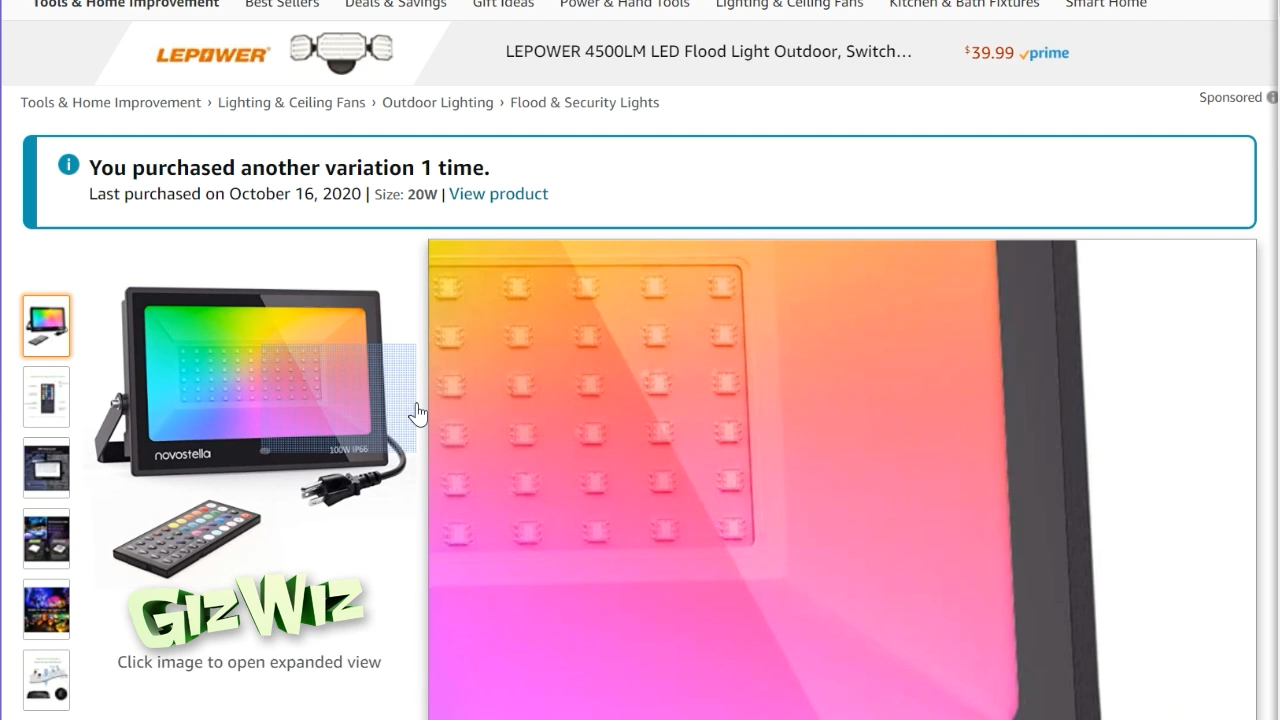 Tools & Home Improvement Best Sellers Deals & Savings Gift Ideas Power & Hand Tools Lighting & Ceiling Fans Kitchen & Bath Fixtures Smart Home
LEPOWER LEPOWER 4500LM LED Flood Light Outdoor, Switch… $39.99 prime
Tools & Home Improvement › Lighting & Ceiling Fans › Outdoor Lighting › Flood & Security Lights
Sponsored
You purchased another variation 1 time.
Last purchased on October 16, 2020 | Size: 20W | View product
novostella
100W IP66
GizWiz
Click image to open expanded view